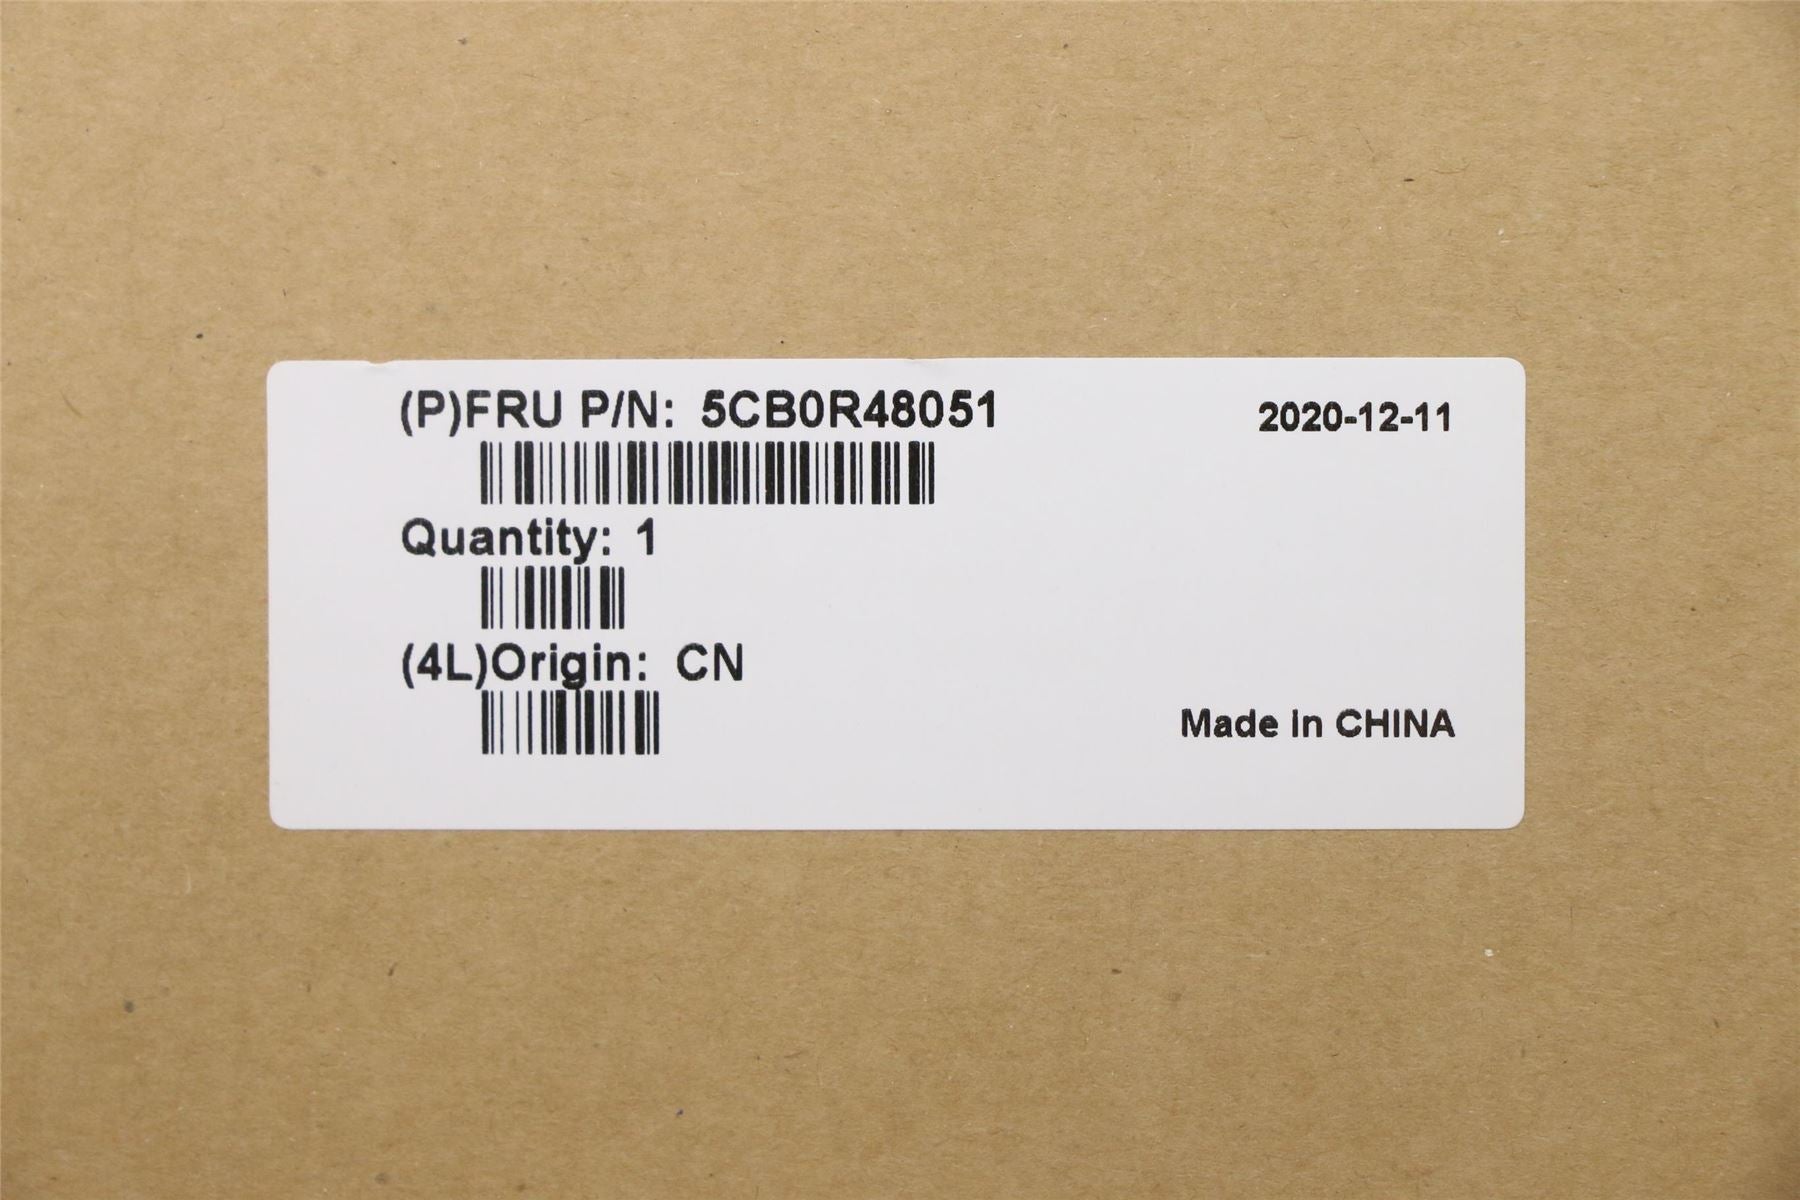 (P)FRU P/N: 5CB0R48051
2020-12-11
Quantity: 1
(4L)Origin: CN
Made in CHINA